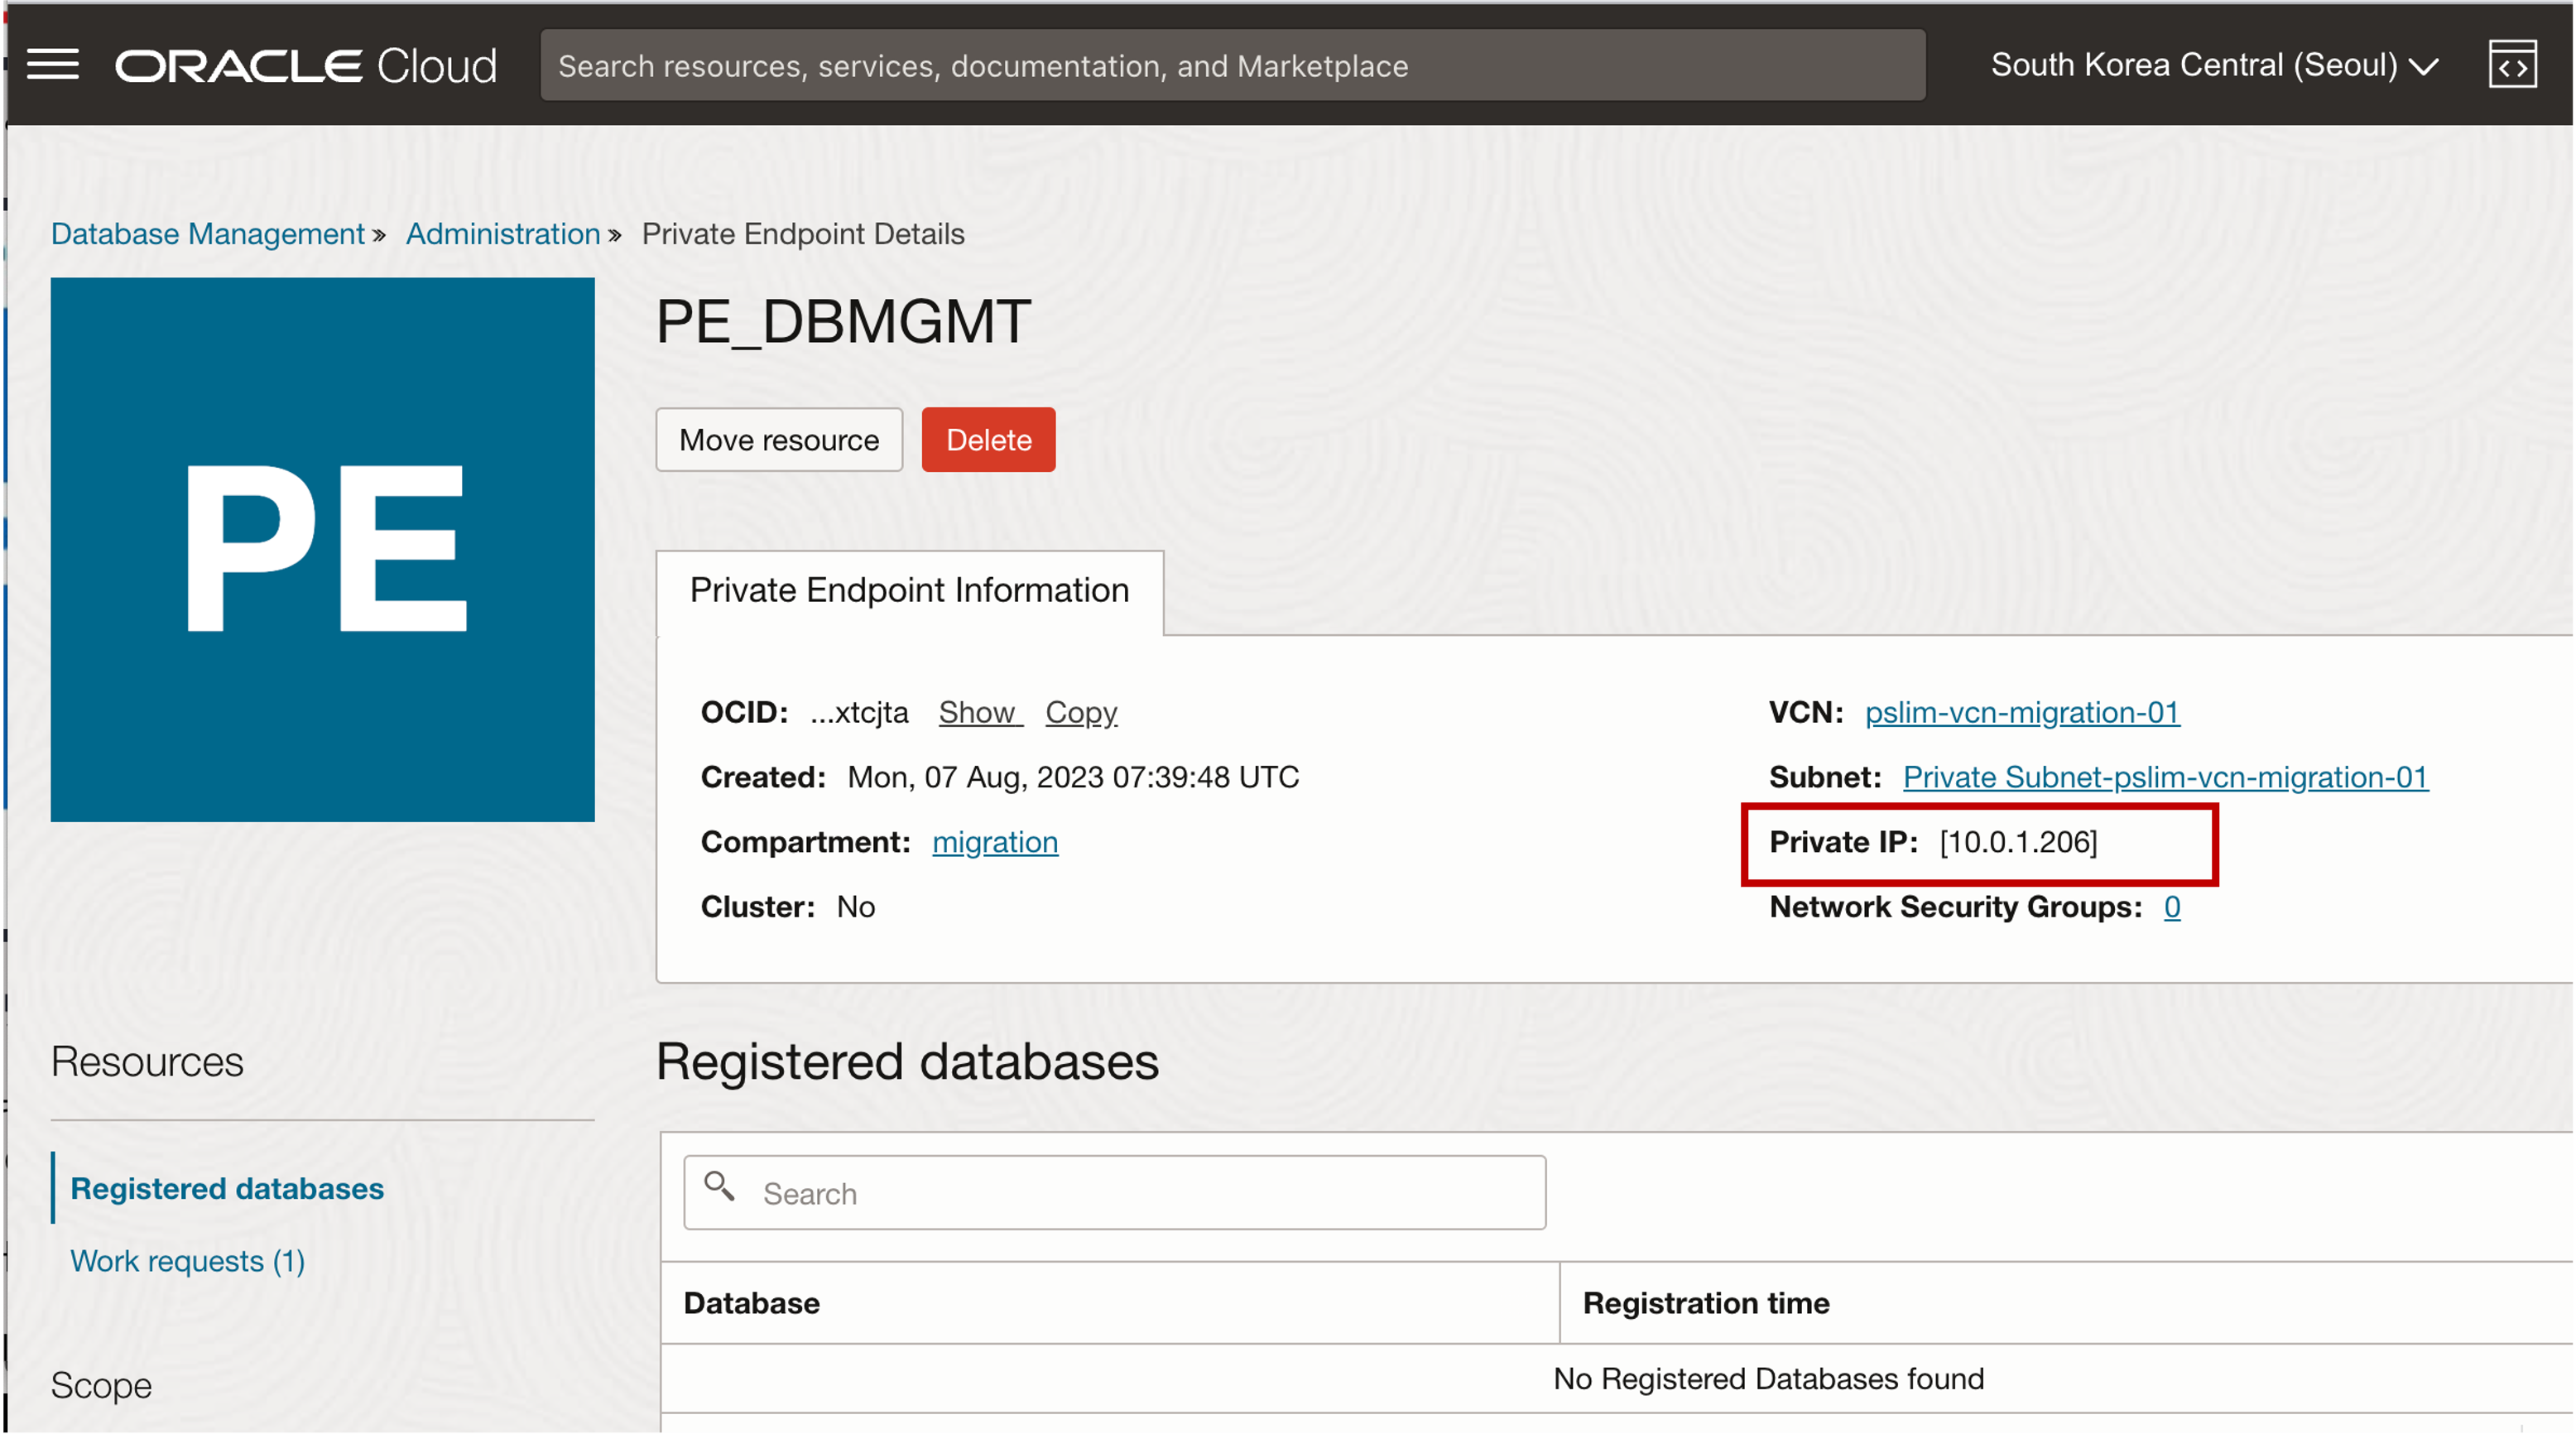 ORACLE Cloud
Search resources, services, documentation, and Marketplace
South Korea Central (Seoul)
Database Management » Administration » Private Endpoint Details
PE
PE_DBMGMT
Move resource
Delete
Private Endpoint Information
OCID: ...xtcjta Show Copy
Created: Mon, 07 Aug, 2023 07:39:48 UTC
Compartment: migration
Cluster: No
VCN: pslim-vcn-migration-01
Subnet: Private Subnet-pslim-vcn-migration-01
Private IP: [10.0.1.206]
Network Security Groups: 0
Resources
Registered databases
Work requests (1)
Scope
Registered databases
Search
Database
Registration time
No Registered Databases found